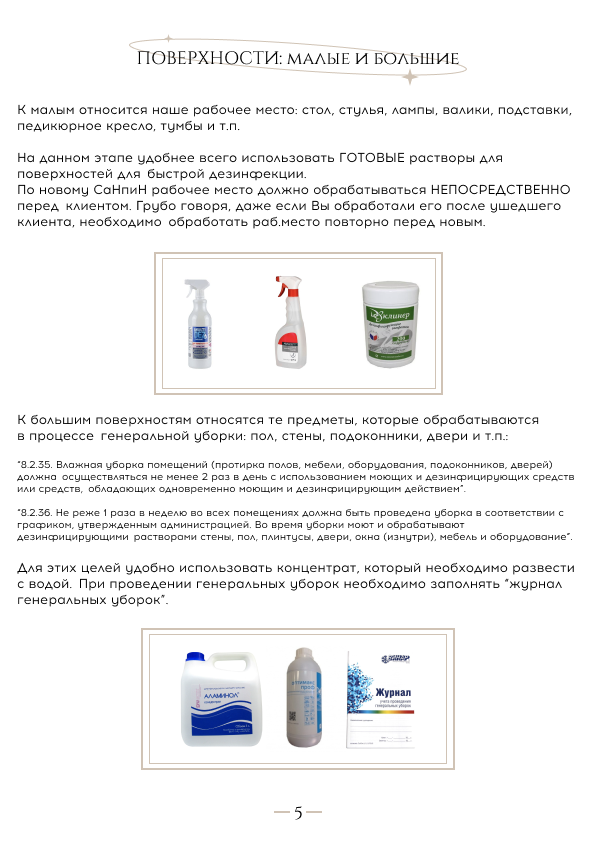 ПОВЕРХНОСТИ: МАЛЫЕ И БОЛЬШИЕ
К малым относится наше рабочее место: стол, стулья, лампы, валики, подставки,
педикюрное кресло, тумбы и т.п.
На данном этапе удобнее всего использовать ГОТОВЫЕ растворы для
поверхностей для быстрой дезинфекции.
По новому СаНпиН рабочее место должно обрабатываться НЕПОСРЕДСТВЕННО
перед клиентом. Грубо говоря, даже если Вы обработали его после ушедшего
клиента, необходимо обработать раб.место повторно перед новым.
клинер
К большим поверхностям относятся те предметы, которые обрабатываются
в процессе генеральной уборки: пол, стены, подоконники, двери и т.п.:
"8.2.35. Влажная уборка помещений (протирка полов, мебели, оборудования, подоконников, дверей)
должна осуществляться не менее 2 раз в день с использованием моющих и дезинфицирующих средств
или средств, обладающих одновременно моющим и дезинфицирующим действием".
"8.2.36. Не реже 1 раза в неделю во всех помещениях должна быть проведена уборка в соответствии с
графиком, утвержденным администрацией. Во время уборки моют и обрабатывают
дезинфицирующими растворами стены, пол, плинтусы, двери, окна (изнутри), мебель и оборудование".
Для этих целей удобно использовать концентрат, который необходимо развести
с водой. При проведении генеральных уборок необходимо заполнять "журнал
генеральных уборок".
АЛАМИНОЛ
Журнал
учета проведения
генеральных уборок
5